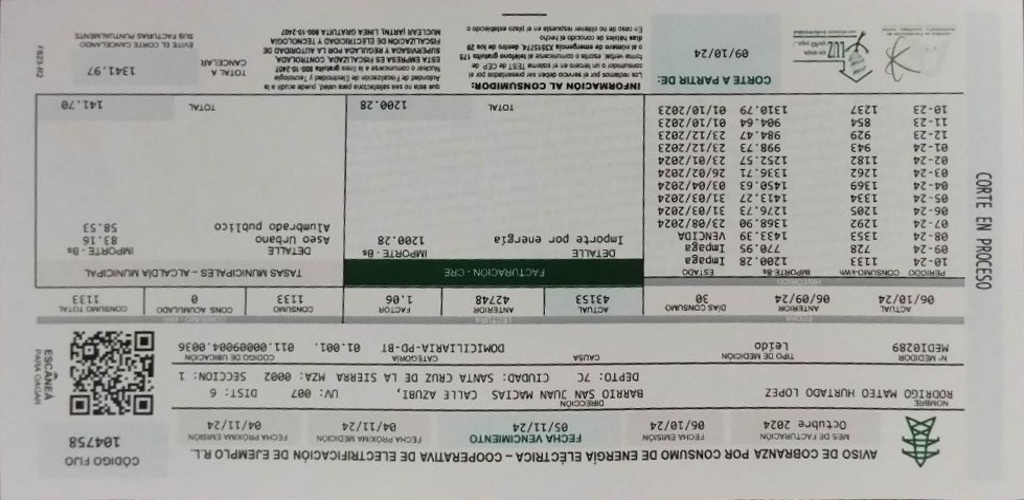 AVISO DE COBRANZA POR CONSUMO DE ENERGÍA ELÉCTRICA – COOPERATIVA DE ELECTRIFICACIÓN DE EJEMPLO R.L.
CÓDIGO FIJO
104758
MES DE FACTURACIÓN
Octubre 2024
FECHA EMISIÓN
06/10/24
FECHA VENCIMIENTO
05/11/24
FECHA PRÓXIMA MEDICIÓN
04/11/24
FECHA PRÓXIMA EMISIÓN
04/11/24
NOMBRE
RODRIGO MATEO HURTADO LOPEZ
DIRECCIÓN
BARRIO SAN JUAN MACIAS CALLE AZUBI, UV: 007 DIST: 6
DEPTO: 7C CIUDAD: SANTA CRUZ DE LA SIERRA MZA: 0002 SECCION: 1
ESCANEÁ
PARA PAGAR
Nº MEDIDOR TIPO DE MEDICIÓN CAUSA CATEGORÍA CÓDIGO DE UBICACIÓN
MED10289 Leído DOMICILIARIA-PD-BT 01.001. 011.00009004.0036
FECHA LECTURA CONSUMO - kWh
ACTUAL ANTERIOR DIAS CONSUMO ACTUAL ANTERIOR FACTOR CONSUMO CONS ACUMULADO CONSUMO TOTAL
06/10/24 06/09/24 30 43153 42748 1.06 1133 0 1133
HISTÓRICO
PERIODO CONSUMO-kWh IMPORTE-Bs ESTADO
10-24 1133 1200.28 Impaga
09-24 728 770.95 Impaga
08-24 1353 1433.39 VENCIDA
07-24 1292 1368.90 23/08/2024
06-24 1205 1276.73 31/03/2024
05-24 1334 1413.27 31/03/2024
04-24 1369 1450.63 03/04/2024
03-24 1262 1336.71 26/02/2024
02-24 1182 1252.57 23/01/2024
01-24 943 998.73 23/12/2023
12-23 929 984.47 23/12/2023
11-23 854 904.64 01/10/2023
10-23 1237 1310.79 01/10/2023
FACTURACIÓN - CRE
DETALLE IMPORTE - Bs
Importe por energía 1200.28
TOTAL 1200.28
TASAS MUNICIPALES - ALCALDÍA MUNICIPAL
DETALLE IMPORTE - Bs
Aseo Urbano 83.16
Alumbrado publico 58.53
TOTAL 141.70
CORTE EN PROCESO
LUZ
CORTE A PARTIR DE:
09/10/24
INFORMACIÓN AL CONSUMIDOR:
Los reclamos por el servicio deben ser presentados por el
consumidor o un tercero en el sistema TEST de CEP de
forma verbal, escrita o comunicarse al teléfono gratuito 175
o al número de emergencia X3551774, dentro de los 20
días hábiles de conocido el hecho
En caso de no obtener respuesta en el plazo establecido o
que esta no sea satisfactoria para usted, puede acudir a la
Autoridad de Fiscalización de Electricidad y Tecnología
Nuclear o comunicarse a la línea gratuita 800-10-2407
ESTA EMPRESA ES FISCALIZADA, CONTROLADA,
SUPERVISADA Y REGULADA POR LA AUTORIDAD DE
FISCALIZACIÓN DE ELECTRICIDAD Y TECNOLOGÍA
NUCLEAR (ARTN). LÍNEA GRATUITA 800-10-2407
TOTAL A
CANCELAR
1341.97
EVITE EL CORTE CANCELANDO
SUS FACTURAS PUNTUALMENTE
F623-R2